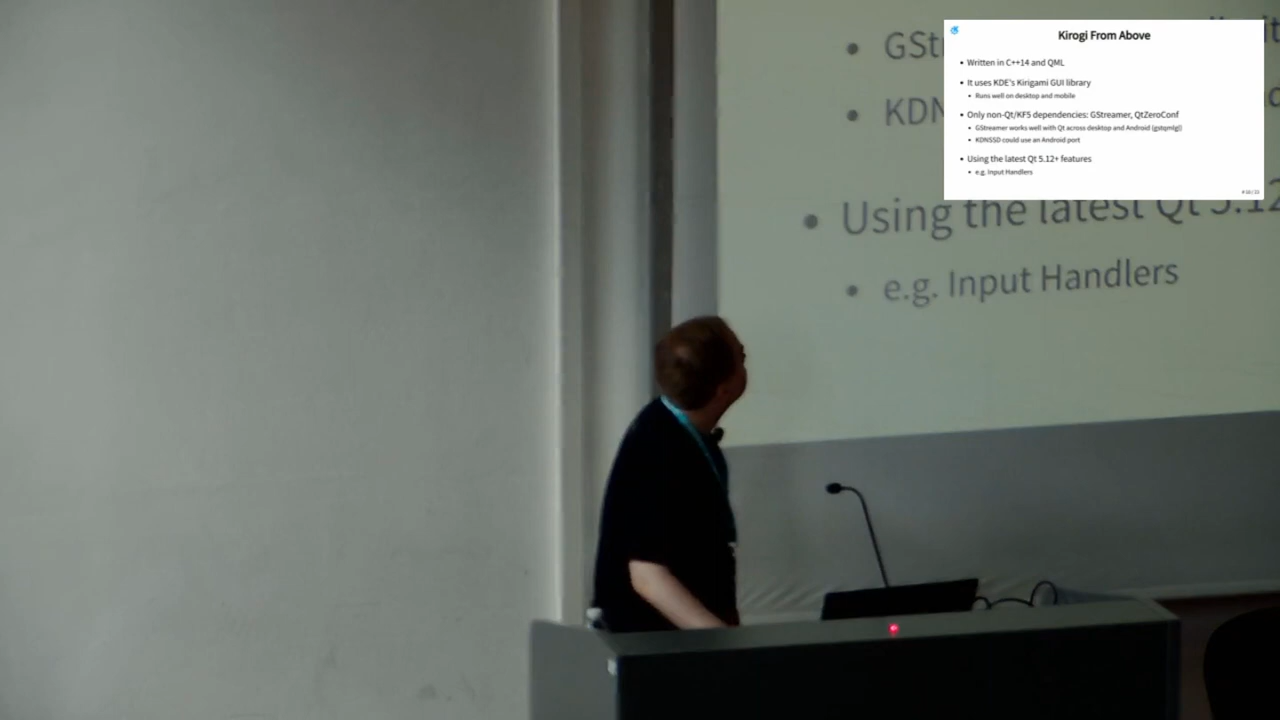 Kirogi From Above
• Written in C++14 and QML
• It uses KDE's Kirigami GUI library
• Runs well on desktop and mobile
• Only non-Qt/KF5 dependencies: GStreamer, QtZeroConf
• GStreamer works well with Qt across desktop and Android (gstqmlgl)
• KDNSSD could use an Android port
• Using the latest Qt 5.12+ features
• e.g. Input Handlers
• GSt
• KDN
• Using the latest Qt 5.12
• e.g. Input Handlers